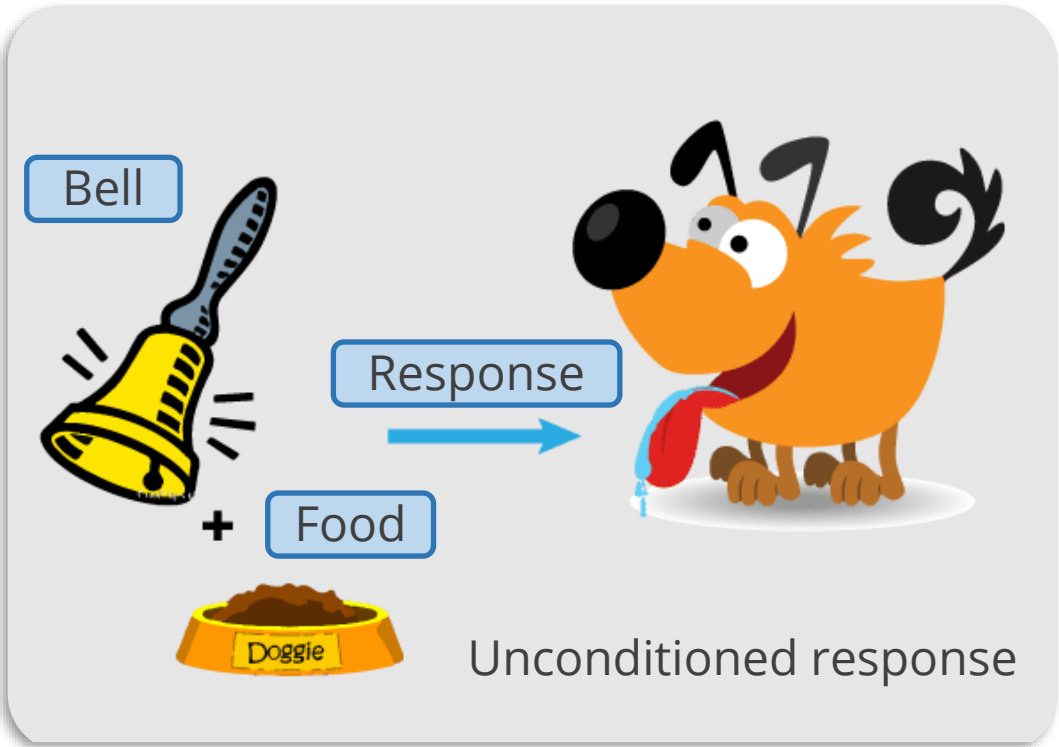 Bell
Response
+ Food
Doggie
Unconditioned response